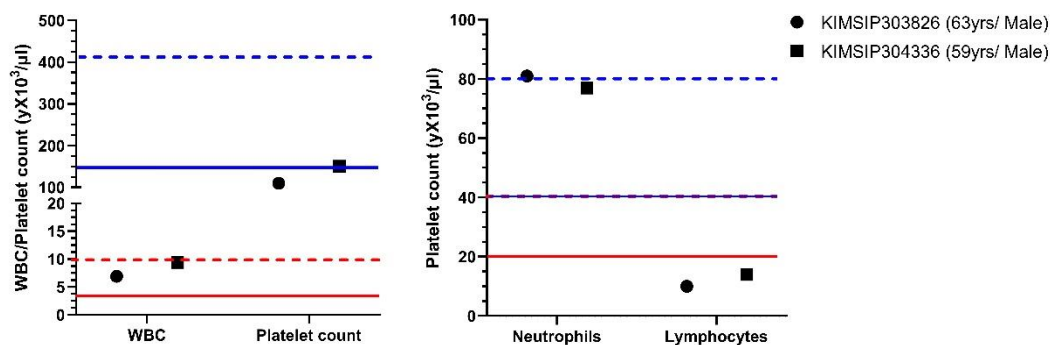 WBC/Platelet count (yX10³/µl)
500
400
300
200
100
20
15
10
5
0
WBC Platelet count
Platelet count (yX10³/µl)
100
80
60
40
20
0
Neutrophils Lymphocytes
KIMSIP303826 (63yrs/ Male)
KIMSIP304336 (59yrs/ Male)